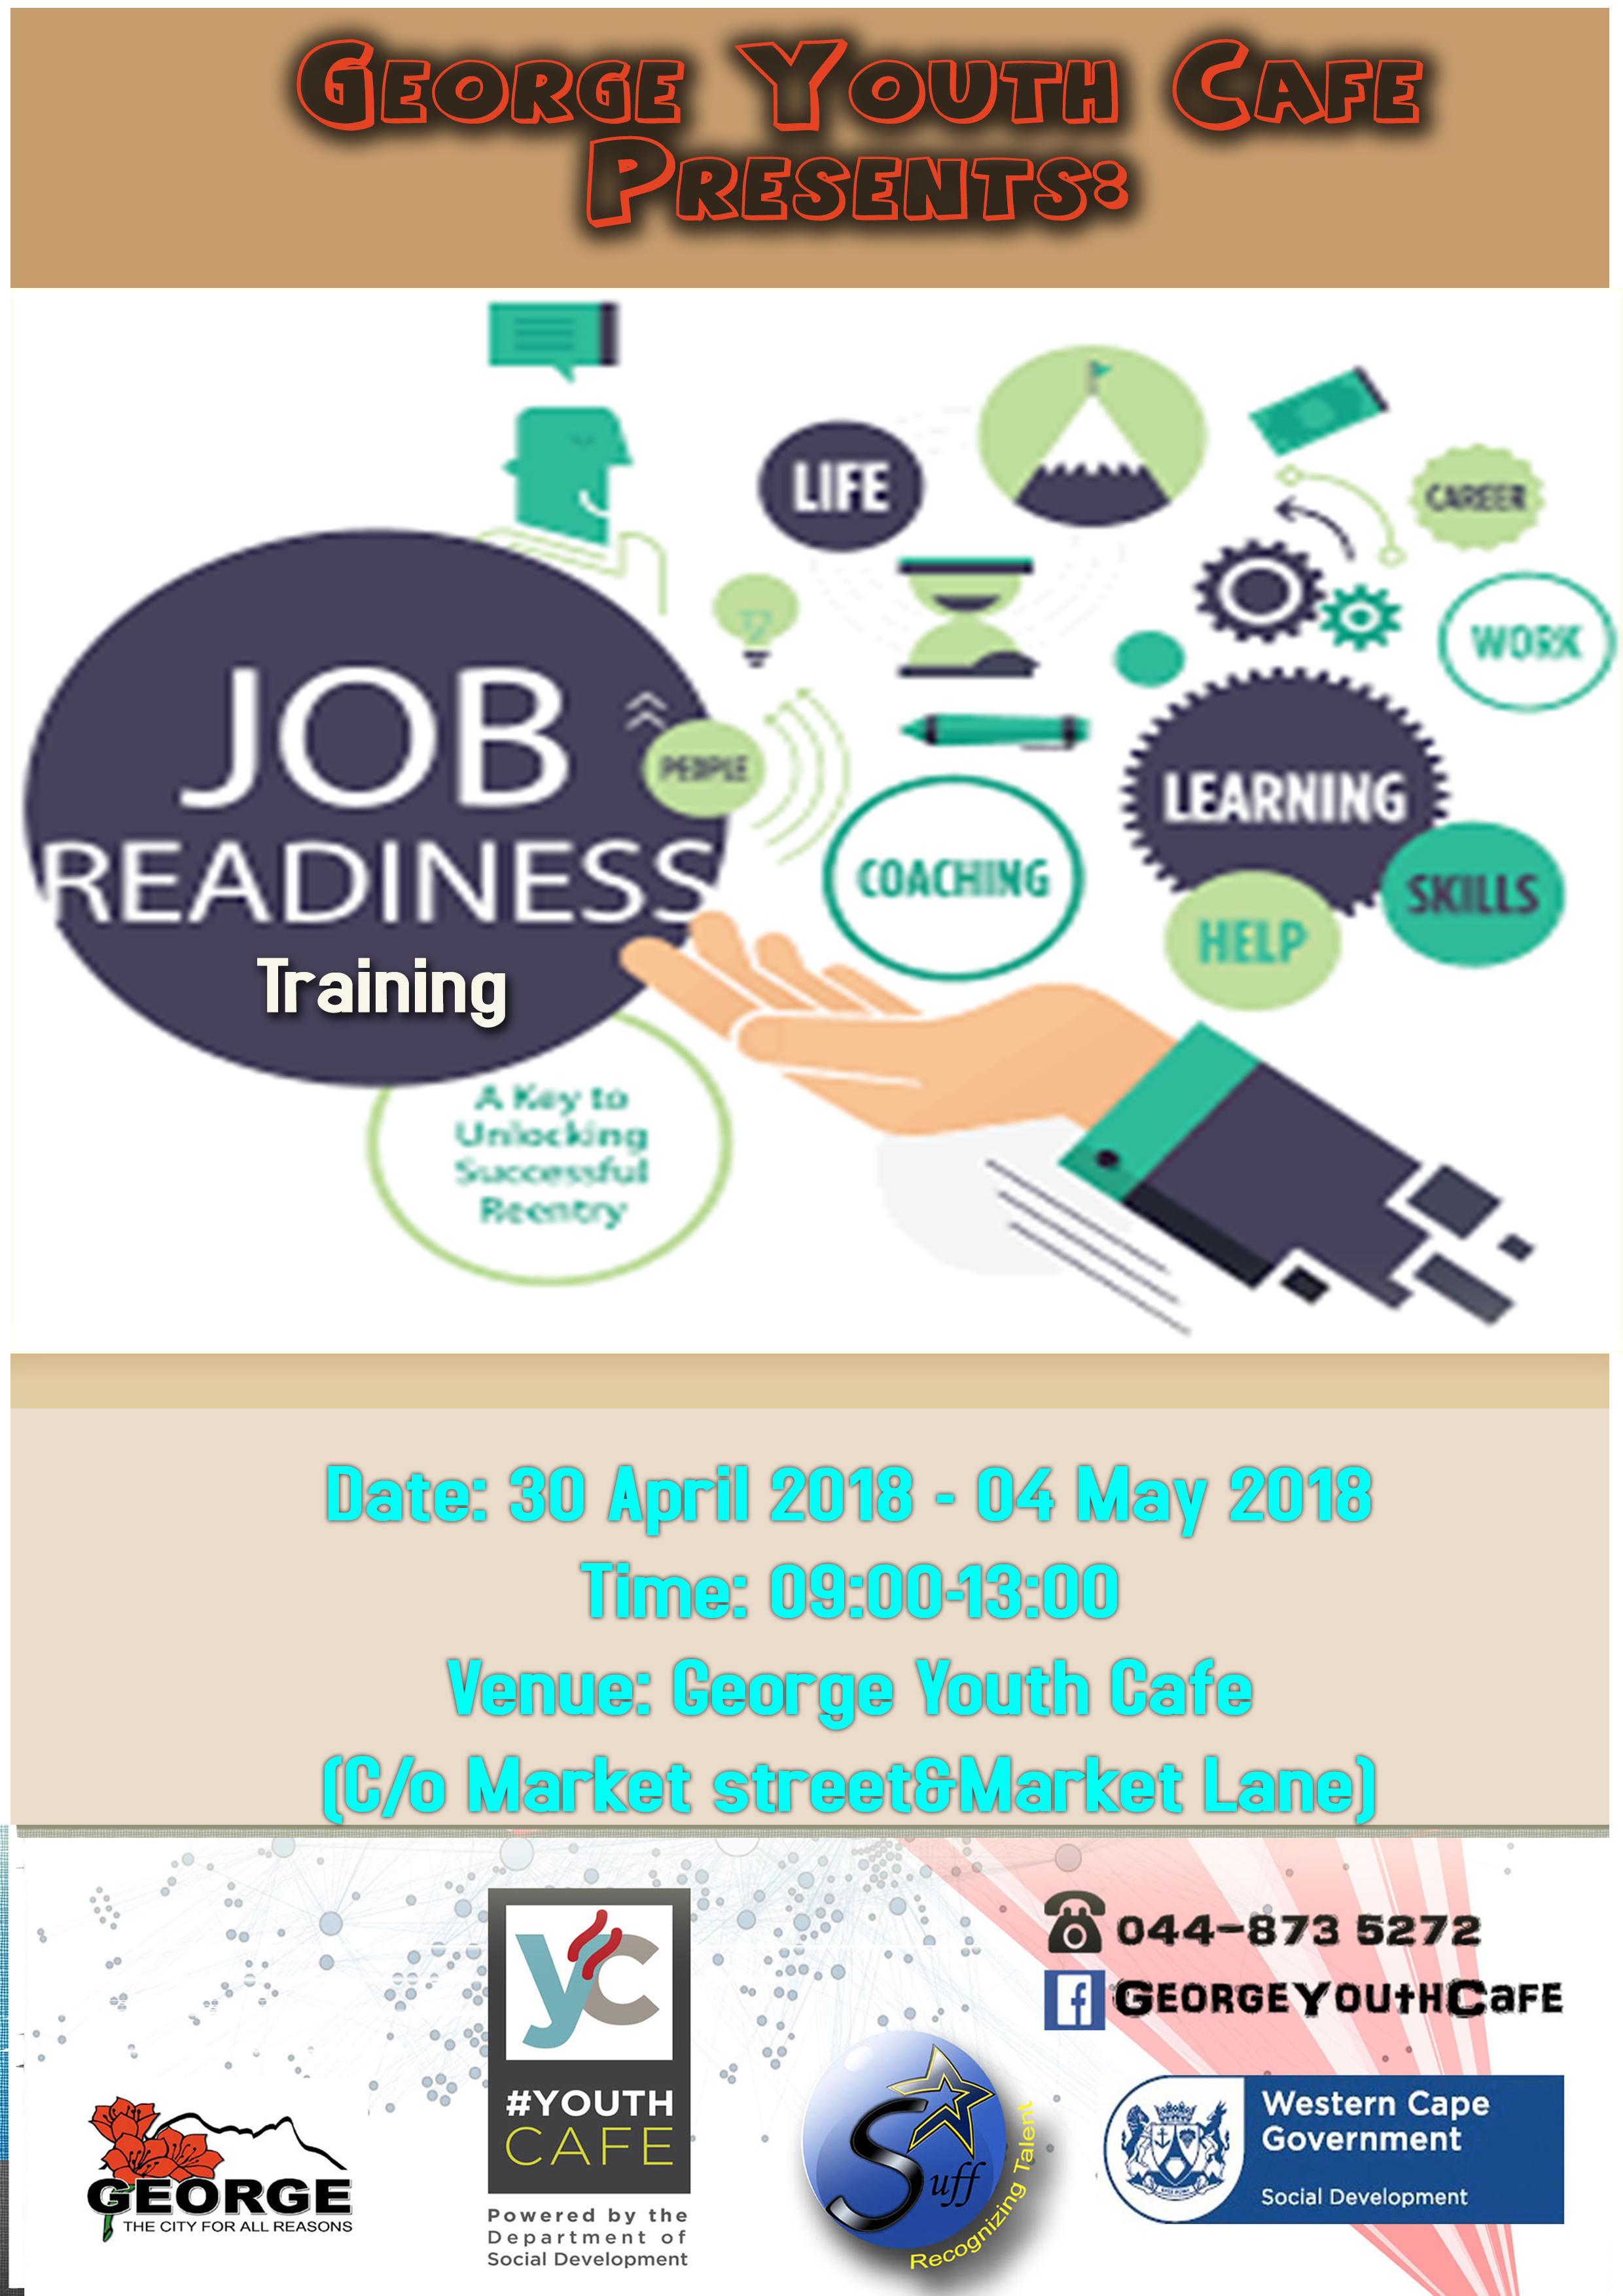 George Youth Cafe
Presents:
LIFE
CAREER
WORK
JOB
READINESS
Training
PEOPLE
COACHING
LEARNING
SKILLS
HELP
A Key to
Unlocking
Successful
Reentry
Date: 30 April 2018 - 04 May 2018
Time: 09:00-13:00
Venue: George Youth Cafe
(C/o Market street&Market Lane)
044-873 5272
GEORGEYOUtHCaFE
yc
#YOUTH
CAFE
Powered by the
Department of
Social Development
GEORGE
THE CITY FOR ALL REASONS
Suff
Recognizing Talent
Western Cape
Government
Social Development